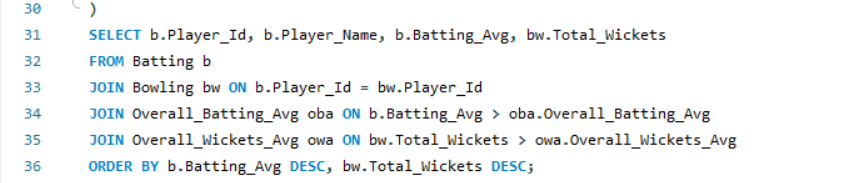 30 )
31 SELECT b.Player_Id, b.Player_Name, b.Batting_Avg, bw.Total_Wickets
32 FROM Batting b
33 JOIN Bowling bw ON b.Player_Id = bw.Player_Id
34 JOIN Overall_Batting_Avg oba ON b.Batting_Avg > oba.Overall_Batting_Avg
35 JOIN Overall_Wickets_Avg owa ON bw.Total_Wickets > owa.Overall_Wickets_Avg
36 ORDER BY b.Batting_Avg DESC, bw.Total_Wickets DESC;